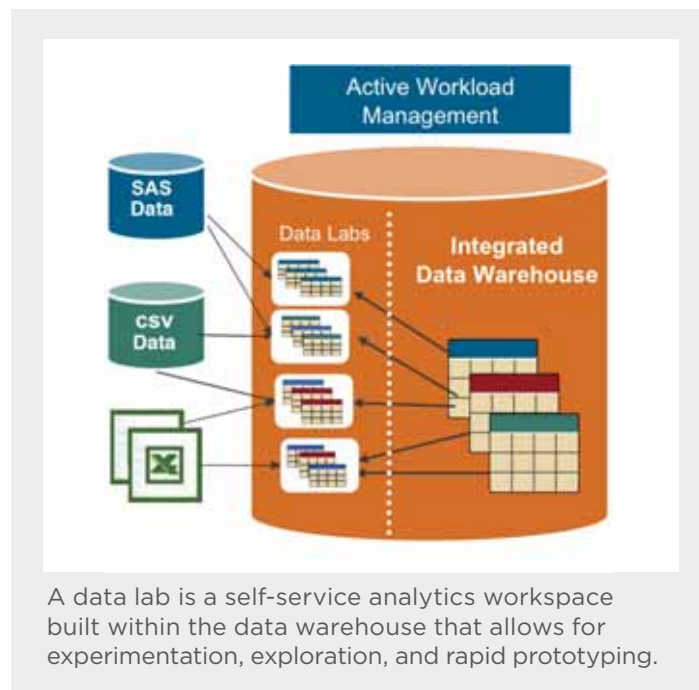 Active Workload
Management
SAS
Data
Data Labs
Integrated
Data Warehouse
CSV
Data
A data lab is a self-service analytics workspace
built within the data warehouse that allows for
experimentation, exploration, and rapid prototyping.